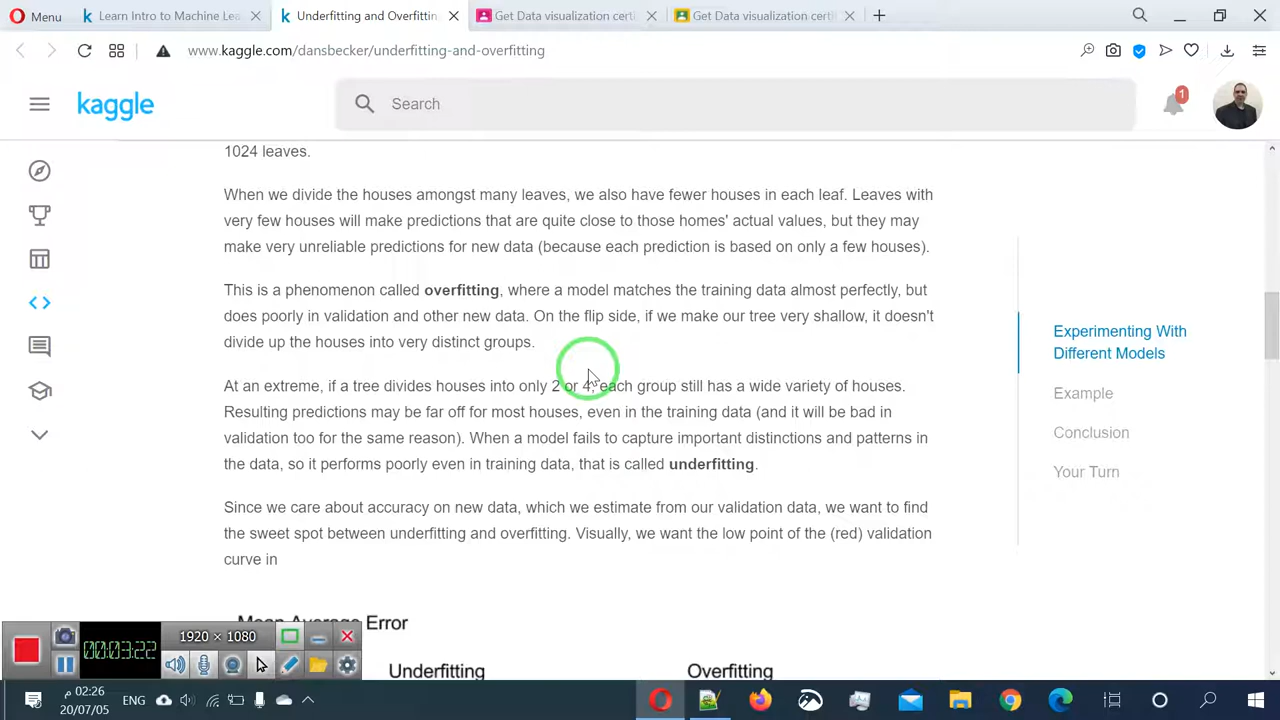 Menu
Learn Intro to Machine Lea
Underfitting and Overfittin
Get Data visualization certi
Get Data visualization certi
www.kaggle.com/dansbecker/underfitting-and-overfitting
kaggle
Search
1
1024 leaves.
When we divide the houses amongst many leaves, we also have fewer houses in each leaf. Leaves with
very few houses will make predictions that are quite close to those homes' actual values, but they may
make very unreliable predictions for new data (because each prediction is based on only a few houses).
This is a phenomenon called overfitting, where a model matches the training data almost perfectly, but
does poorly in validation and other new data. On the flip side, if we make our tree very shallow, it doesn't
divide up the houses into very distinct groups.
At an extreme, if a tree divides houses into only 2 or 4, each group still has a wide variety of houses.
Resulting predictions may be far off for most houses, even in the training data (and it will be bad in
validation too for the same reason). When a model fails to capture important distinctions and patterns in
the data, so it performs poorly even in training data, that is called underfitting.
Since we care about accuracy on new data, which we estimate from our validation data, we want to find
the sweet spot between underfitting and overfitting. Visually, we want the low point of the (red) validation
curve in
Experimenting With
Different Models
Example
Conclusion
Your Turn
Mean Average Error
Underfitting
Overfitting
00:03:22
1920 × 1080
02:26 م
20/07/05
ENG